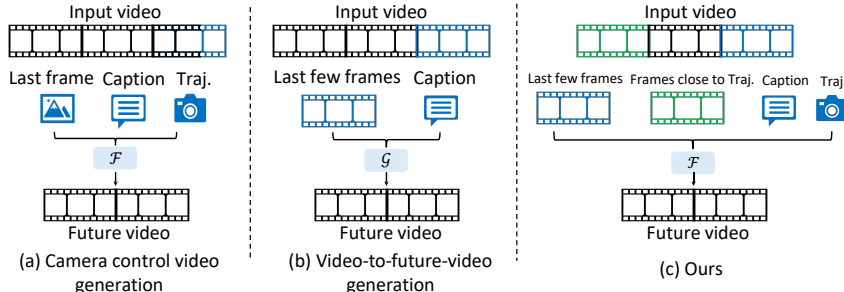 Input video
Last frame Caption Traj.
ℱ
Future video
(a) Camera control video
generation
Input video
Last few frames Caption
𝒢
Future video
(b) Video-to-future-video
generation
Input video
Last few frames Frames close to Traj. Caption Traj
ℱ
Future video
(c) Ours